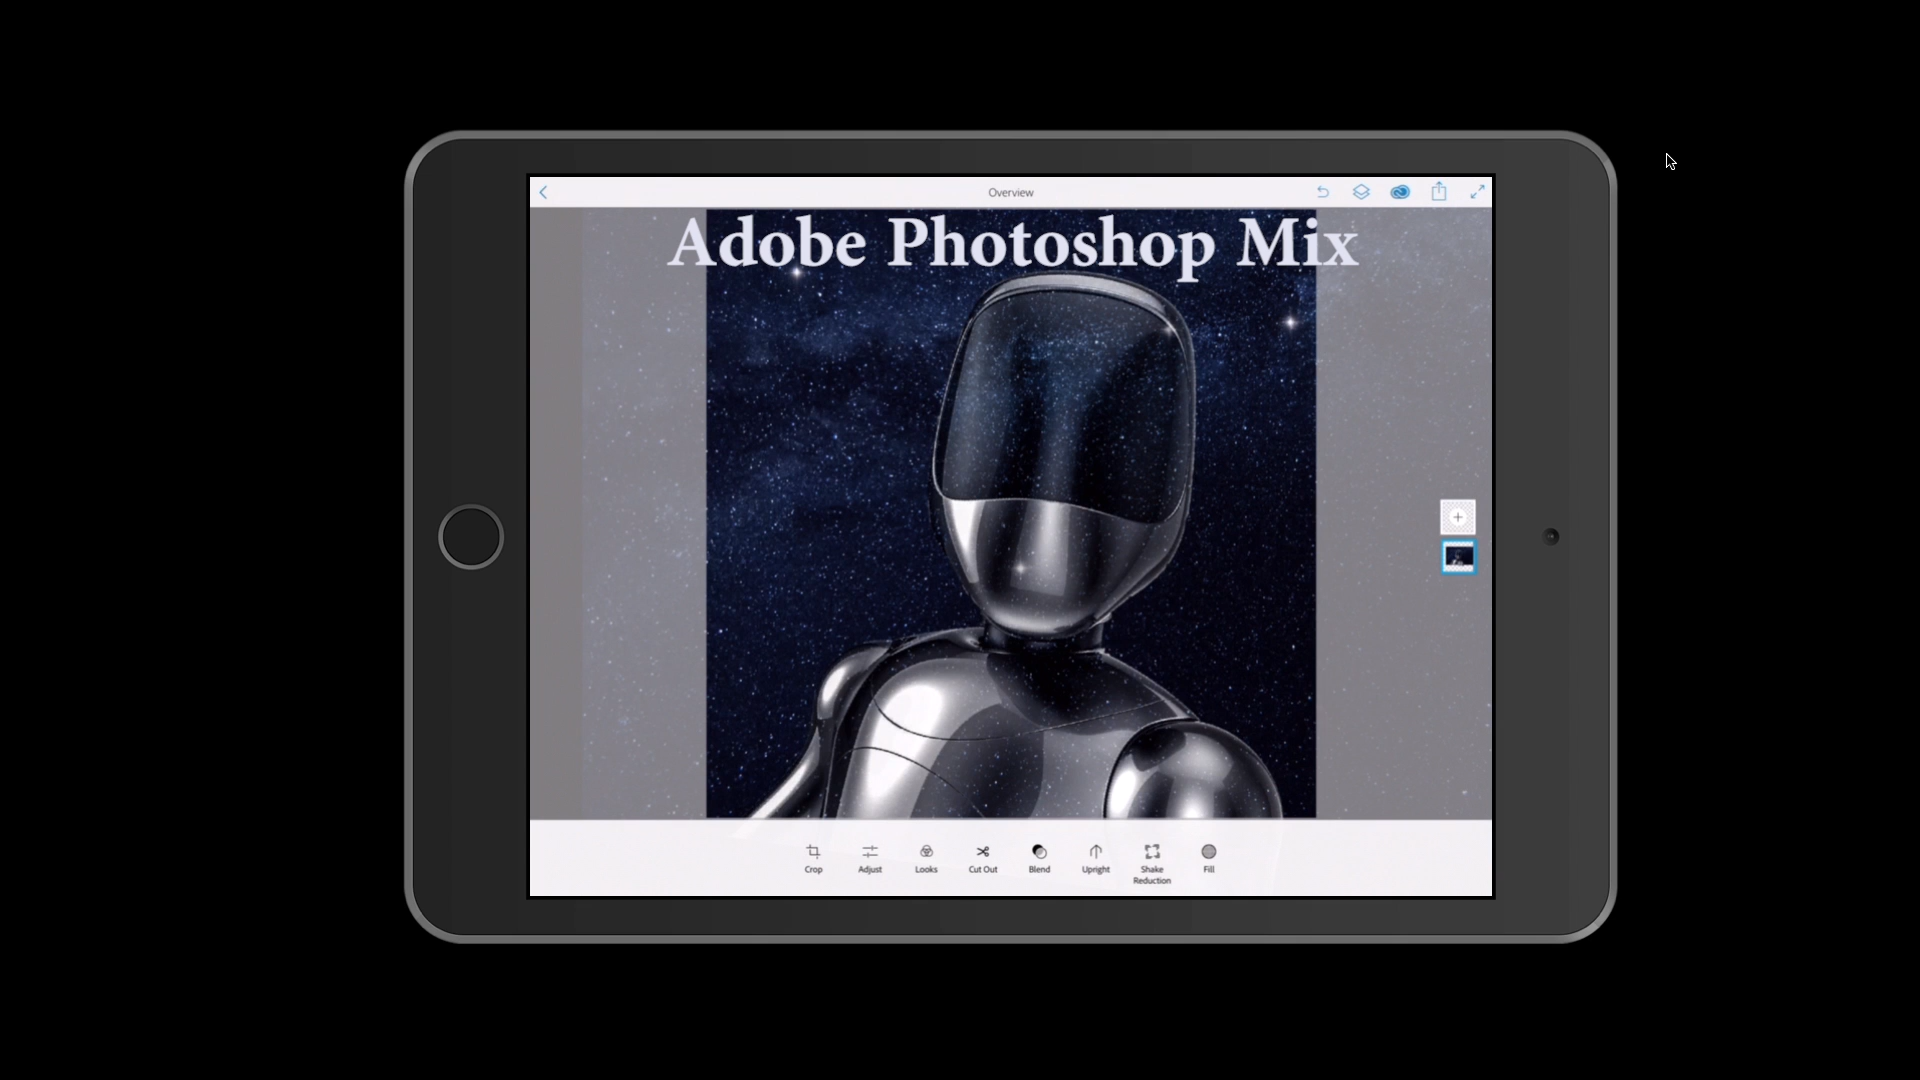 Overview
Adobe Photoshop Mix
Crop
Adjust
Looks
Cut Out
Blend
Upright
Shake
Reduction
Fill